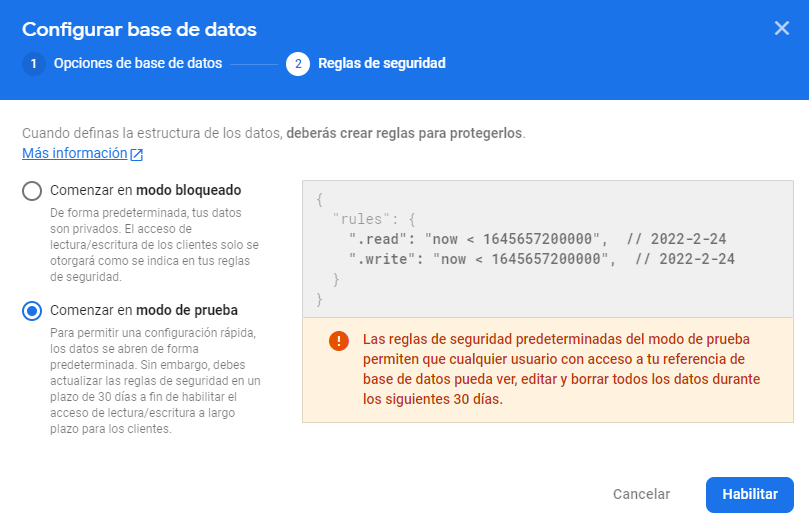 Configurar base de datos
1 Opciones de base de datos 2 Reglas de seguridad
Cuando definas la estructura de los datos, deberás crear reglas para protegerlos.
Más información
Comenzar en modo bloqueado
De forma predeterminada, tus datos
son privados. El acceso de
lectura/escritura de los clientes solo se
otorgará como se indica en tus reglas
de seguridad.
Comenzar en modo de prueba
Para permitir una configuración rápida,
los datos se abren de forma
predeterminada. Sin embargo, debes
actualizar las reglas de seguridad en un
plazo de 30 días a fin de habilitar el
acceso de lectura/escritura a largo
plazo para los clientes.
{
"rules": {
".read": "now < 1645657200000", // 2022-2-24
".write": "now < 1645657200000", // 2022-2-24
}
}
Las reglas de seguridad predeterminadas del modo de prueba
permiten que cualquier usuario con acceso a tu referencia de
base de datos pueda ver, editar y borrar todos los datos durante
los siguientes 30 días.
Cancelar
Habilitar